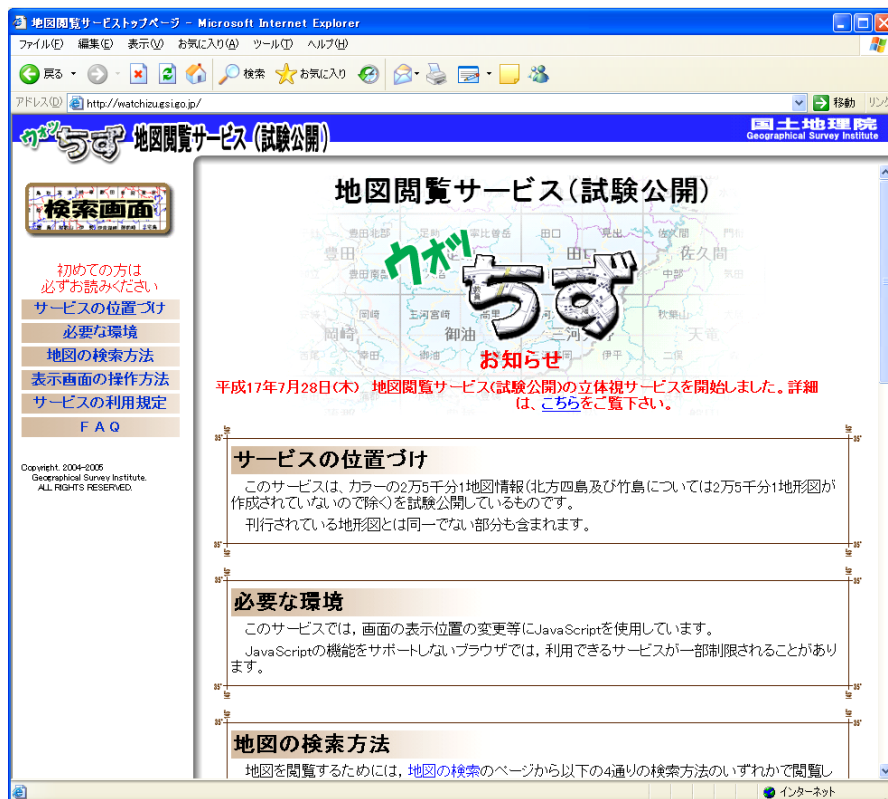 地図閲覧サービストップページ - Microsoft Internet Explorer
ファイル(F) 編集(E) 表示(V) お気に入り(A) ツール(T) ヘルプ(H)
戻る 検索 お気に入り
アドレス(D) http://watchizu.gsi.go.jp/ 移動 リンク
ウオッちず 地図閲覧サービス(試験公開)
国土地理院
Geographical Survey Institute
検索画面
初めての方は
必ずお読みください
サービスの位置づけ
必要な環境
地図の検索方法
表示画面の操作方法
サービスの利用規定
FAQ
Copyright. 2004-2005
Geographical Survey Institute.
ALL RIGHTS RESERVED.
地図閲覧サービス(試験公開)
ウオッちず
お知らせ
平成17年7月28日(木) 地図閲覧サービス(試験公開)の立体視サービスを開始しました。詳細
は、こちらをご覧下さい。
サービスの位置づけ
このサービスは、カラーの2万5千分1地図情報(北方四島及び竹島については2万5千分1地形図が
作成されていないので除く)を試験公開しているものです。
刊行されている地形図とは同一でない部分も含まれます。
必要な環境
このサービスでは,画面の表示位置の変更等にJavaScriptを使用しています。
JavaScriptの機能をサポートしないブラウザでは,利用できるサービスが一部制限されることがあり
ます。
地図の検索方法
地図を閲覧するためには,地図の検索のページから以下の4通りの検索方法のいずれかで閲覧し
インターネット